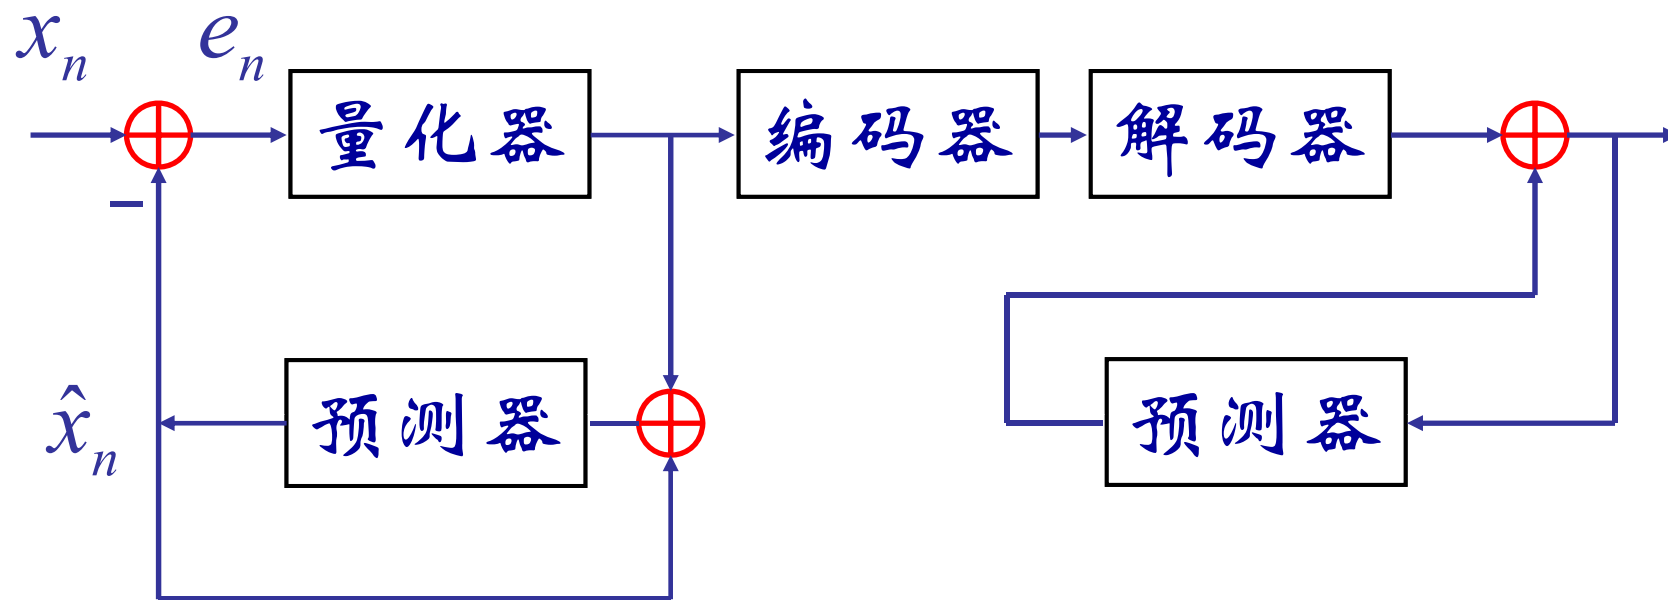 xₙ eₙ
量化器 编码器 解码器
−
x̂ₙ 预测器 预测器